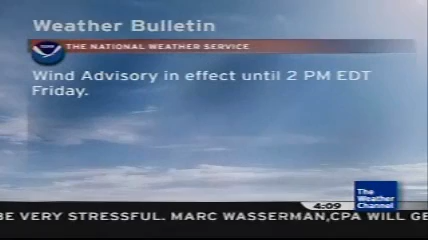 Weather Bulletin
THE NATIONAL WEATHER SERVICE
Wind Advisory in effect until 2 PM EDT
Friday.
4:09
The
Weather
Channel
BE VERY STRESSFUL. MARC WASSERMAN,CPA WILL GE